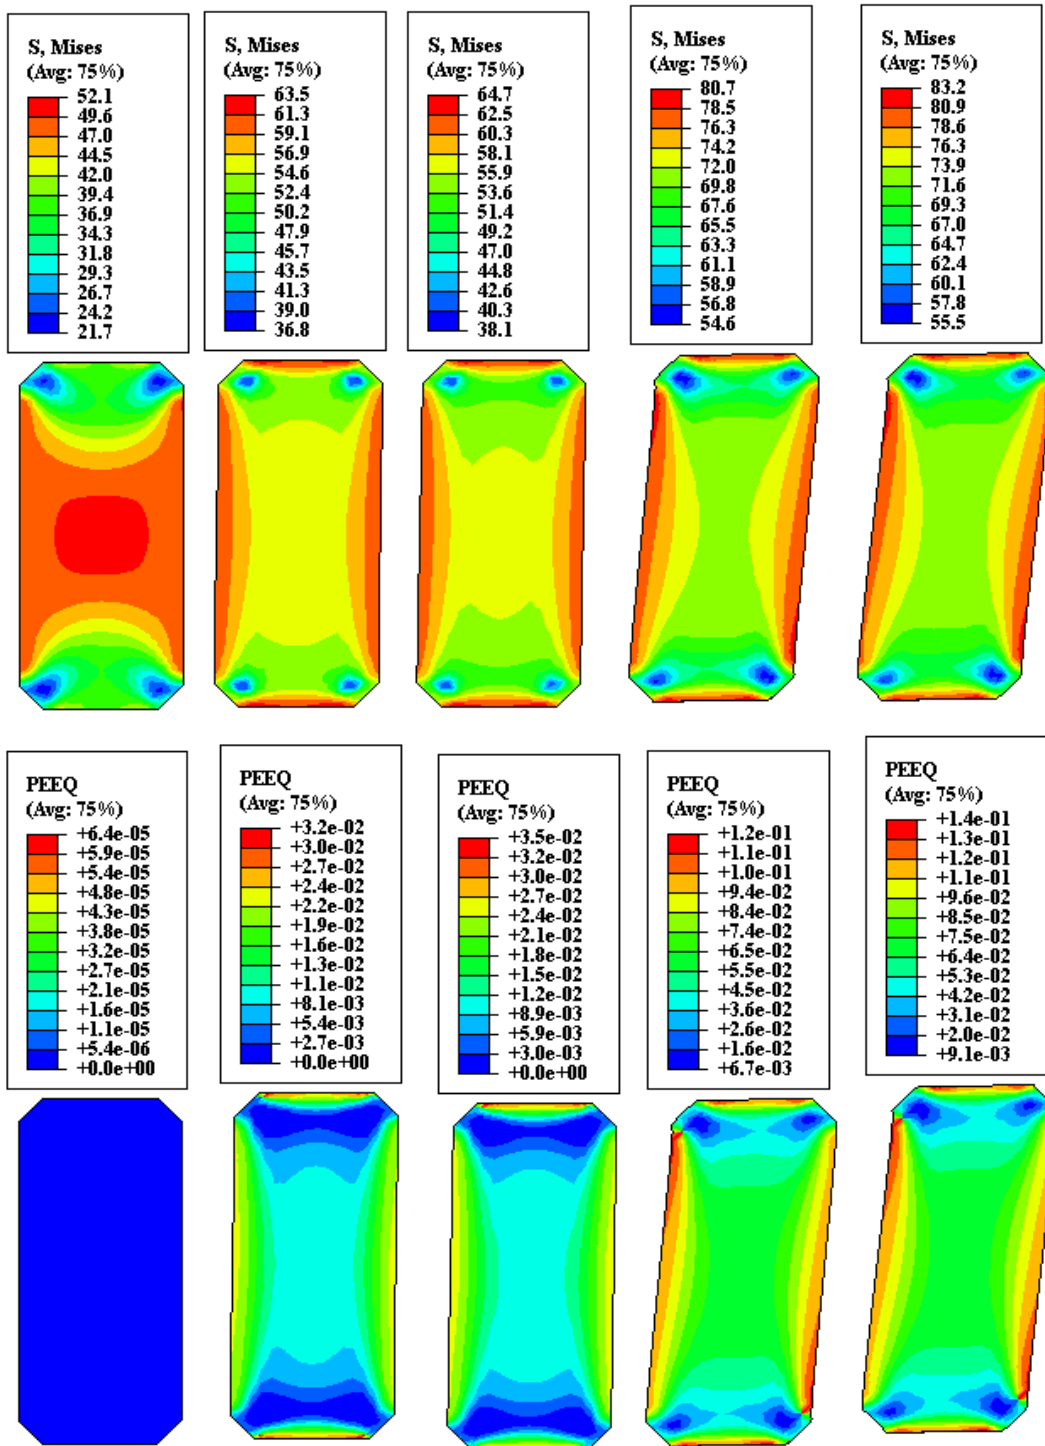 S, Mises
(Avg: 75%)
52.1
49.6
47.0
44.5
42.0
39.4
36.9
34.3
31.8
29.3
26.7
24.2
21.7
S, Mises
(Avg: 75%)
63.5
61.3
59.1
56.9
54.6
52.4
50.2
47.9
45.7
43.5
41.3
39.0
36.8
S, Mises
(Avg: 75%)
64.7
62.5
60.3
58.1
55.9
53.6
51.4
49.2
47.0
44.8
42.6
40.3
38.1
S, Mises
(Avg: 75%)
80.7
78.5
76.3
74.2
72.0
69.8
67.6
65.5
63.3
61.1
58.9
56.8
54.6
S, Mises
(Avg: 75%)
83.2
80.9
78.6
76.3
73.9
71.6
69.3
67.0
64.7
62.4
60.1
57.8
55.5
PEEQ
(Avg: 75%)
+6.4e-05
+5.9e-05
+5.4e-05
+4.8e-05
+4.3e-05
+3.8e-05
+3.2e-05
+2.7e-05
+2.1e-05
+1.6e-05
+1.1e-05
+5.4e-06
+0.0e+00
PEEQ
(Avg: 75%)
+3.2e-02
+3.0e-02
+2.7e-02
+2.4e-02
+2.2e-02
+1.9e-02
+1.6e-02
+1.3e-02
+1.1e-02
+8.1e-03
+5.4e-03
+2.7e-03
+0.0e+00
PEEQ
(Avg: 75%)
+3.5e-02
+3.2e-02
+3.0e-02
+2.7e-02
+2.4e-02
+2.1e-02
+1.8e-02
+1.5e-02
+1.2e-02
+8.9e-03
+5.9e-03
+3.0e-03
+0.0e+00
PEEQ
(Avg: 75%)
+1.2e-01
+1.1e-01
+1.0e-01
+9.4e-02
+8.4e-02
+7.4e-02
+6.5e-02
+5.5e-02
+4.5e-02
+3.6e-02
+2.6e-02
+1.6e-02
+6.7e-03
PEEQ
(Avg: 75%)
+1.4e-01
+1.3e-01
+1.2e-01
+1.1e-01
+9.6e-02
+8.5e-02
+7.5e-02
+6.4e-02
+5.3e-02
+4.2e-02
+3.1e-02
+2.0e-02
+9.1e-03